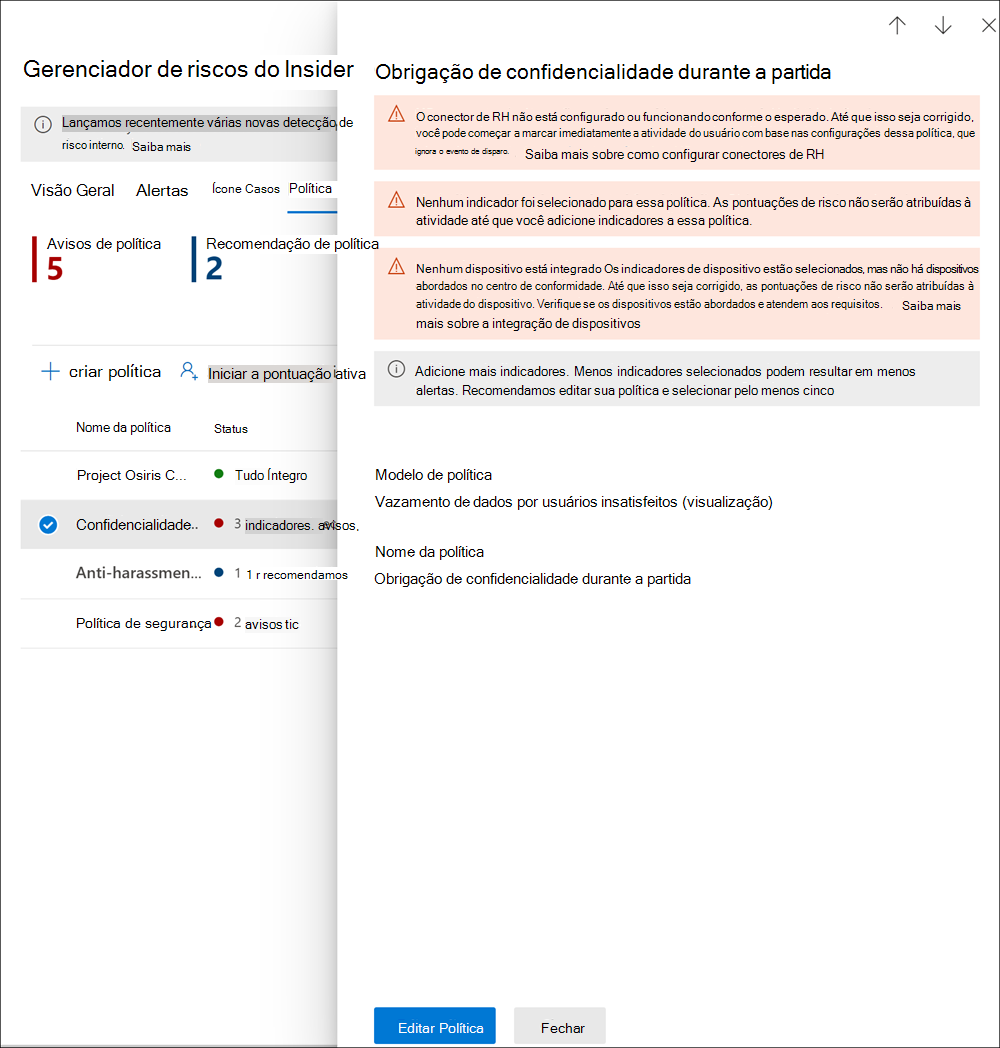 Gerenciador de riscos do Insider
Lançamos recentemente várias novas detecção de
risco interno. Saiba mais
Visão Geral Alertas Ícone Casos Política
Avisos de política Recomendação de política
5 2
criar política Iniciar a pontuação ativa
Nome da política Status
Project Osiris C... Tudo Íntegro
Confidencialidade.. 3 indicadores. avisos,
Anti-harassmen... 1 1 r recomendamos
Política de segurança 2 avisos tic
Obrigação de confidencialidade durante a partida
O conector de RH não está configurado ou funcionando conforme o esperado. Até que isso seja corrigido,
você pode começar a marcar imediatamente a atividade do usuário com base nas configurações dessa política, que
ignora o evento de disparo. Saiba mais sobre como configurar conectores de RH
Nenhum indicador foi selecionado para essa política. As pontuações de risco não serão atribuídas à
atividade até que você adicione indicadores a essa política.
Nenhum dispositivo está integrado Os indicadores de dispositivo estão selecionados, mas não há dispositivos
abordados no centro de conformidade. Até que isso seja corrigido, as pontuações de risco não serão atribuídas à
atividade do dispositivo. Verifique se os dispositivos estão abordados e atendem aos requisitos. Saiba mais
mais sobre a integração de dispositivos
Adicione mais indicadores. Menos indicadores selecionados podem resultar em menos
alertas. Recomendamos editar sua política e selecionar pelo menos cinco
Modelo de política
Vazamento de dados por usuários insatisfeitos (visualização)
Nome da política
Obrigação de confidencialidade durante a partida
Editar Política Fechar